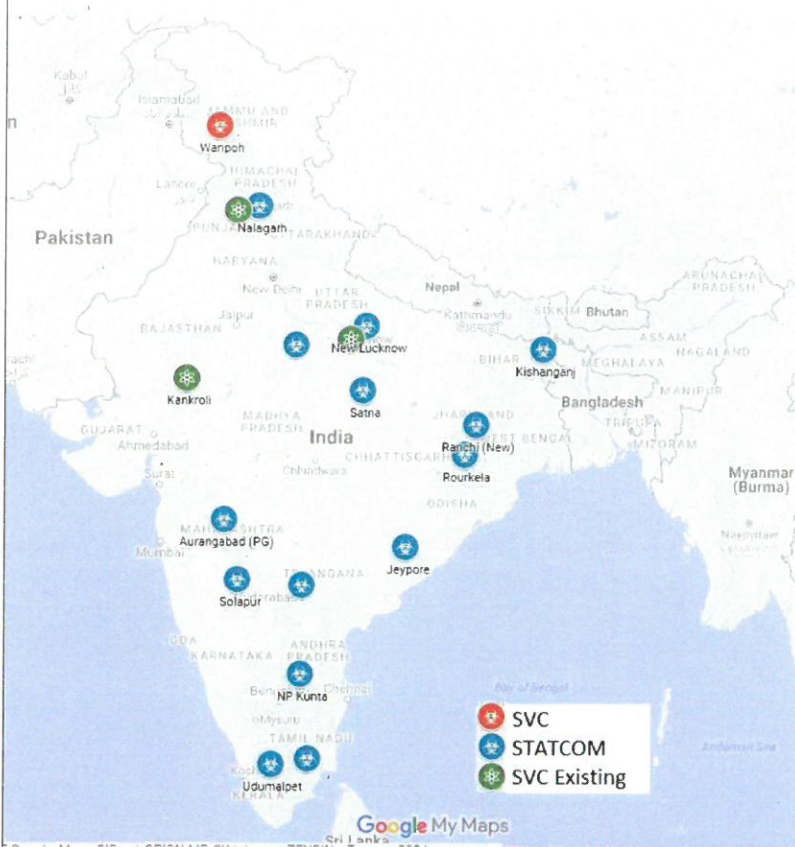 Kabul
Islamabad
JAMMU AND
KASHMIR
Wanpoh
HIMACHAL
PRADESH
Lahore
Nalagarh
PUNJAB
UTTARAKHAND
Pakistan
HARYANA
New Delhi
UTTAR
PRADESH
Nepal
Kathmandu
ARUNACHAL
PRADESH
SIKKIM
Bhutan
Jaipur
RAJASTHAN
New Lucknow
ASSAM
NAGALAND
BIHAR
Kishanganj
MEGHALAYA
Kankroli
Satna
MANIPUR
Bangladesh
GUJARAT
Ahmedabad
MADHYA
PRADESH
India
JHARKHAND
TRIPURA
Ranchi (New)
WEST BENGAL
MIZORAM
Surat
Chhindwara
CHHATTISGARH
Rourkela
Myanmar
(Burma)
ODISHA
MAHARASHTRA
Aurangabad (PG)
Mumbai
Naypyitaw
Jeypore
TELANGANA
Solapur
Hyderabad
GOA
KARNATAKA
ANDHRA
PRADESH
Chennai
NP Kunta
Bay of Bengal
Mysuru
SVC
TAMIL NADU
STATCOM
Andaman Sea
Udumalpet
SVC Existing
KERALA
Google My Maps
Sri Lanka